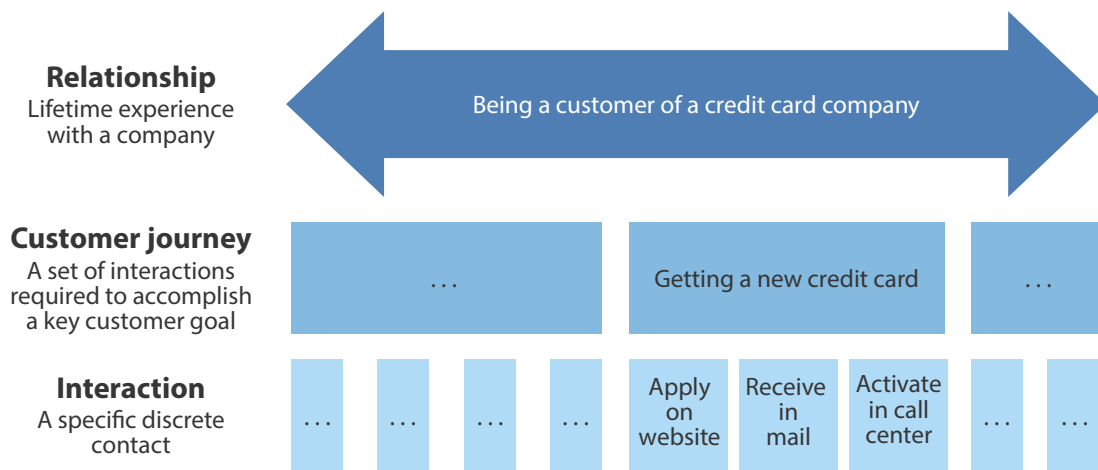 Relationship
Lifetime experience
with a company
Being a customer of a credit card company
Customer journey
A set of interactions
required to accomplish
a key customer goal
...
Getting a new credit card
...
Interaction
A specific discrete
contact
...
...
...
...
Apply
on
website
Receive
in
mail
Activate
in call
center
...
...